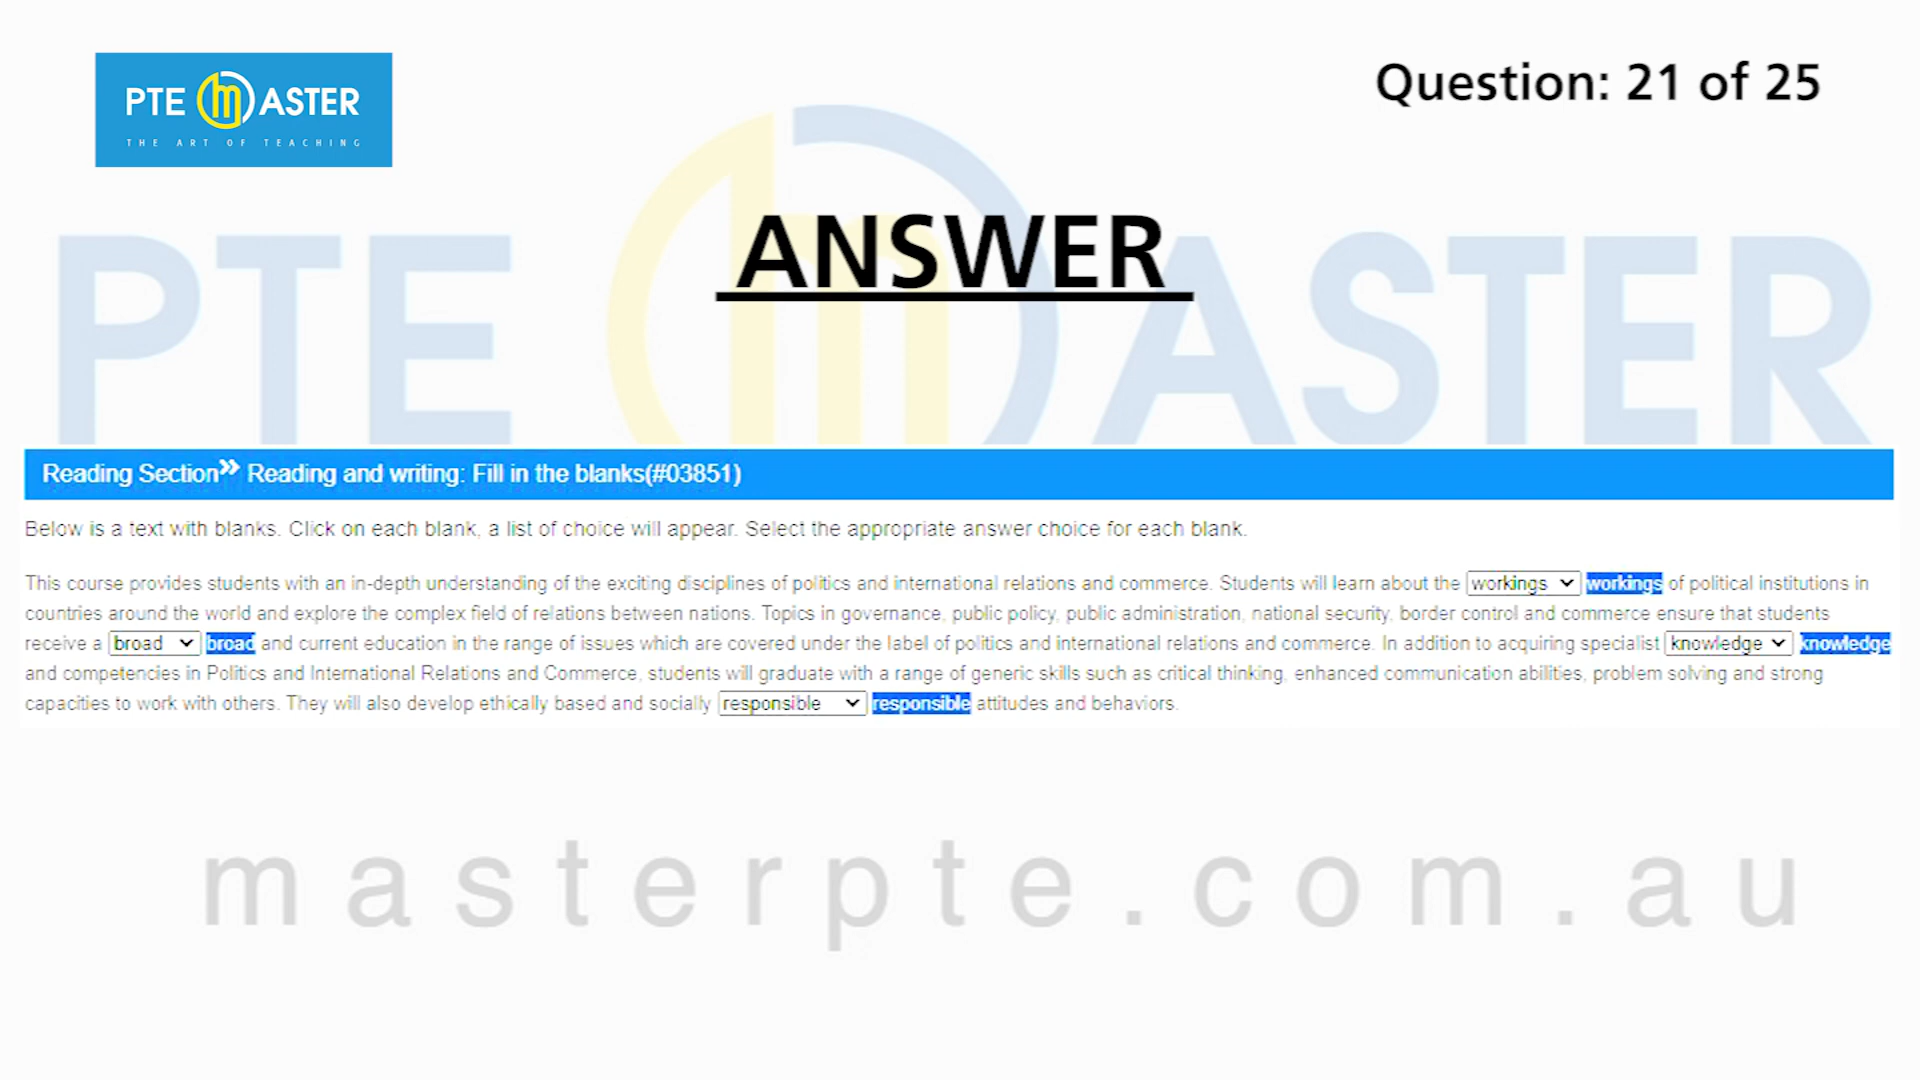 PTE MASTER
THE ART OF TEACHING
Question: 21 of 25
PTE MASTER
ANSWER
Reading Section» Reading and writing: Fill in the blanks(#03851)
Below is a text with blanks. Click on each blank, a list of choice will appear. Select the appropriate answer choice for each blank.
This course provides students with an in-depth understanding of the exciting disciplines of politics and international relations and commerce. Students will learn about the workings workings of political institutions in
countries around the world and explore the complex field of relations between nations. Topics in governance, public policy, public administration, national security, border control and commerce ensure that students
receive a broad broad and current education in the range of issues which are covered under the label of politics and international relations and commerce. In addition to acquiring specialist knowledge knowledge
and competencies in Politics and International Relations and Commerce, students will graduate with a range of generic skills such as critical thinking, enhanced communication abilities, problem solving and strong
capacities to work with others. They will also develop ethically based and socially responsible responsible attitudes and behaviors.
masterpte.com.au